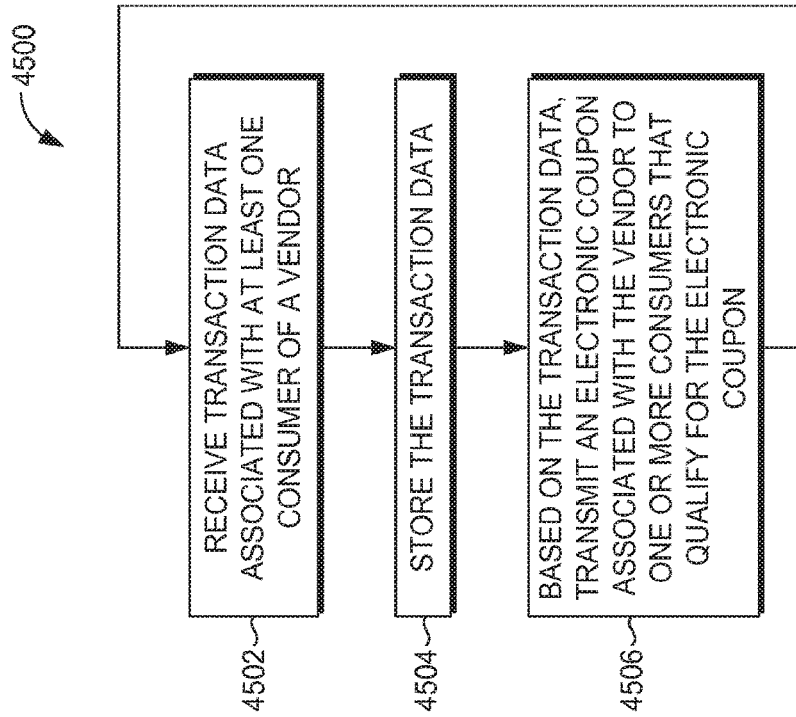 4500
4502
RECEIVE TRANSACTION DATA
ASSOCIATED WITH AT LEAST ONE
CONSUMER OF A VENDOR
4504
STORE THE TRANSACTION DATA
4506
BASED ON THE TRANSACTION DATA,
TRANSMIT AN ELECTRONIC COUPON
ASSOCIATED WITH THE VENDOR TO
ONE OR MORE CONSUMERS THAT
QUALIFY FOR THE ELECTRONIC
COUPON